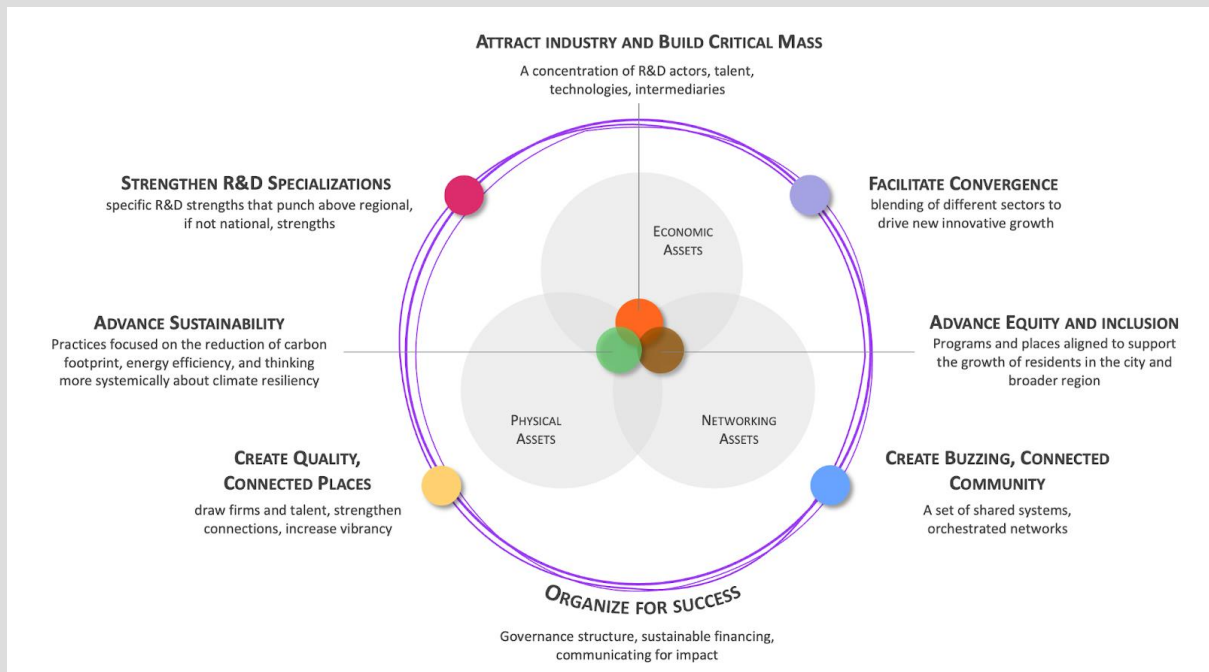 Attract industry and Build Critical Mass
A concentration of R&D actors, talent,
technologies, intermediaries
Strengthen R&D Specializations
specific R&D strengths that punch above regional,
if not national, strengths
Facilitate Convergence
blending of different sectors to
drive new innovative growth
Economic
Assets
Advance Sustainability
Practices focused on the reduction of carbon
footprint, energy efficiency, and thinking
more systemically about climate resiliency
Advance Equity and inclusion
Programs and places aligned to support
the growth of residents in the city and
broader region
Physical
Assets
Networking
Assets
Create Quality,
Connected Places
draw firms and talent, strengthen
connections, increase vibrancy
Create Buzzing, Connected
Community
A set of shared systems,
orchestrated networks
Organize for success
Governance structure, sustainable financing,
communicating for impact